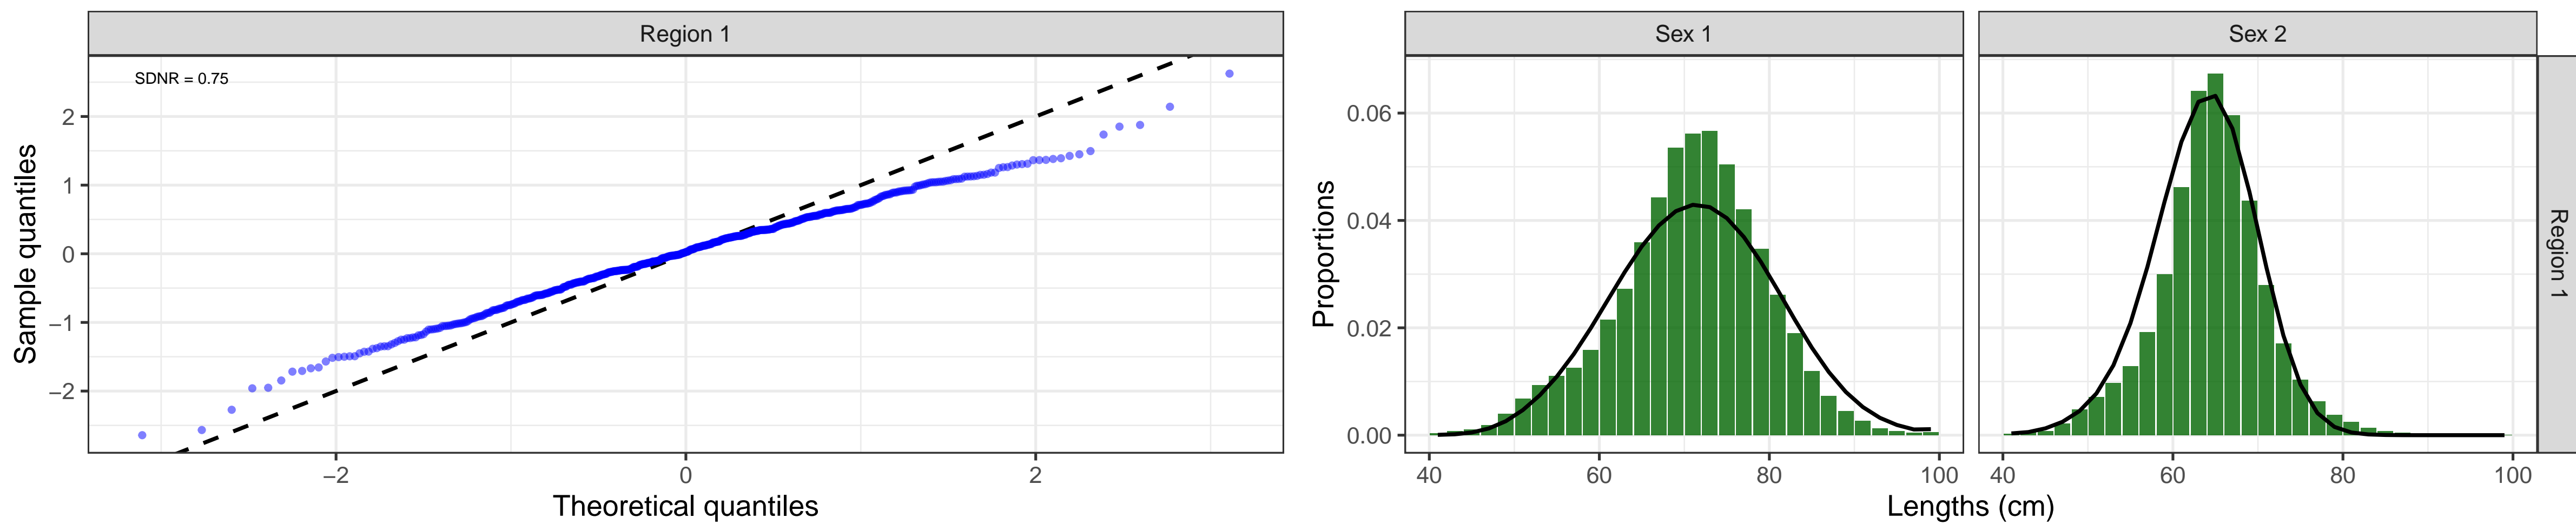 Region 1
SDNR = 0.75
Sample quantiles
2
1
0
−1
−2
−2
0
2
Theoretical quantiles
Sex 1
Sex 2
Region 1
Proportions
0.06
0.04
0.02
0.00
40
60
80
100
40
60
80
100
Lengths (cm)